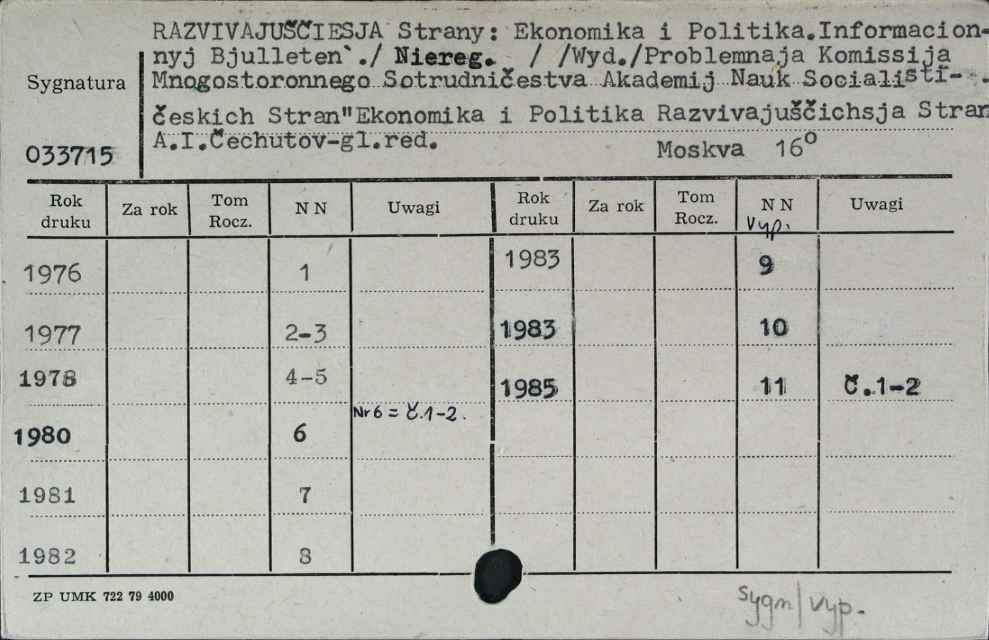 RAZVIVAJUŠČIESJA Strany: Ekonomika i Politika.Informacion-
nyj Bjulleten`./ Niereg. / /Wyd./Problemnaja Komissija
Sygnatura Mnogostoronnego Sotrudničestva Akademij Nauk Socialisti-
českich Stran"Ekonomika i Politika Razvivajuščichsja Stran
A.I.Čechutov-gl.red.
033715 Moskva 16°
Rok druku Za rok Tom Rocz. N N Uwagi Rok druku Za rok Tom Rocz. N N Vyp. Uwagi
1976 1 1983 9
1977 2-3 1983 10
1978 4-5 1985 11 Č.1-2
Nr 6 = Č.1-2.
1980 6
1981 7
1982 8
ZP UMK 722 79 4000
sygn/vyp.